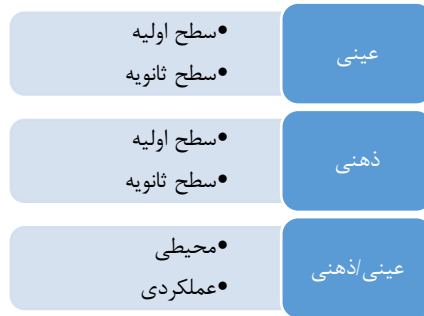 عینی
•سطح اولیه
•سطح ثانویه
ذهنی
•سطح اولیه
•سطح ثانویه
عینی/ذهنی
•محیطی
•عملکردی